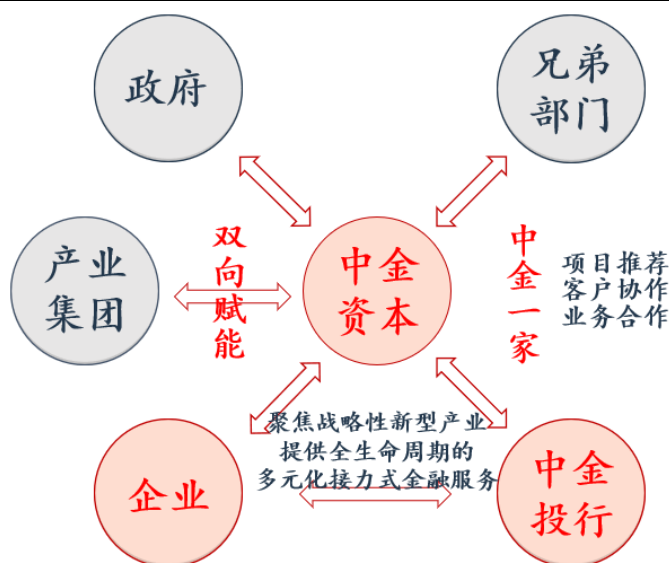 政府
兄弟
部门
产业
集团
双
向
赋
能
中金
资本
中
金
一
家
项目推荐
客户协作
业务合作
聚焦战略性新型产业
提供全生命周期的
多元化接力式金融服务
企业
中金
投行